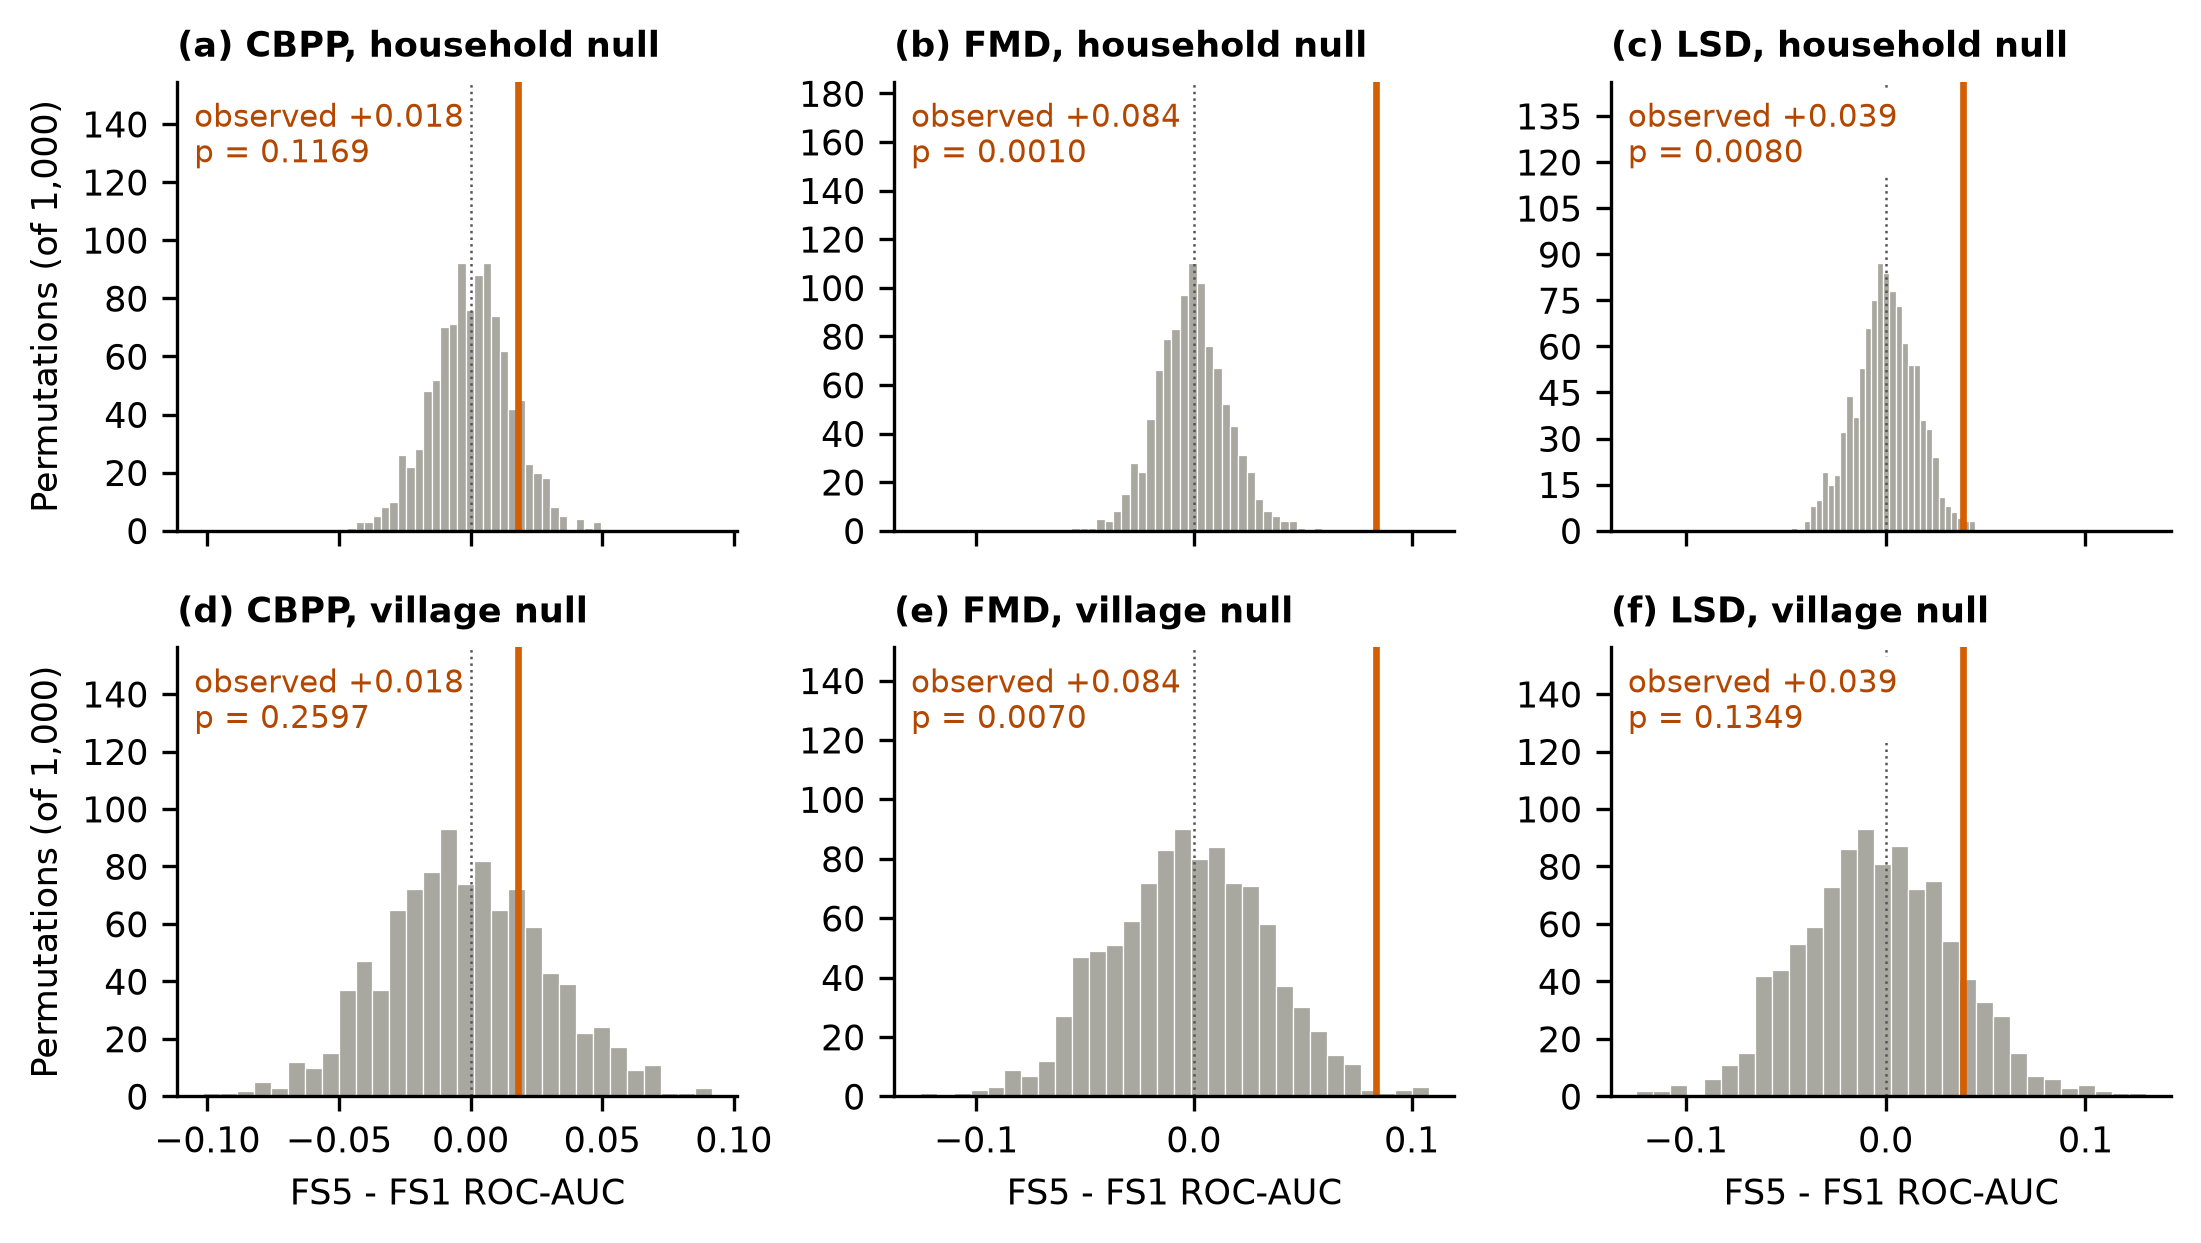 (a) CBPP, household null
Permutations (of 1,000)
140
120
100
80
60
40
20
0
observed +0.018
p = 0.1169
(b) FMD, household null
180
160
140
120
100
80
60
40
20
0
observed +0.084
p = 0.0010
(c) LSD, household null
135
120
105
90
75
60
45
30
15
0
observed +0.039
p = 0.0080
(d) CBPP, village null
Permutations (of 1,000)
140
120
100
80
60
40
20
0
observed +0.018
p = 0.2597
−0.10 −0.05 0.00 0.05 0.10
FS5 - FS1 ROC-AUC
(e) FMD, village null
140
120
100
80
60
40
20
0
observed +0.084
p = 0.0070
−0.1 0.0 0.1
FS5 - FS1 ROC-AUC
(f) LSD, village null
140
120
100
80
60
40
20
0
observed +0.039
p = 0.1349
−0.1 0.0 0.1
FS5 - FS1 ROC-AUC